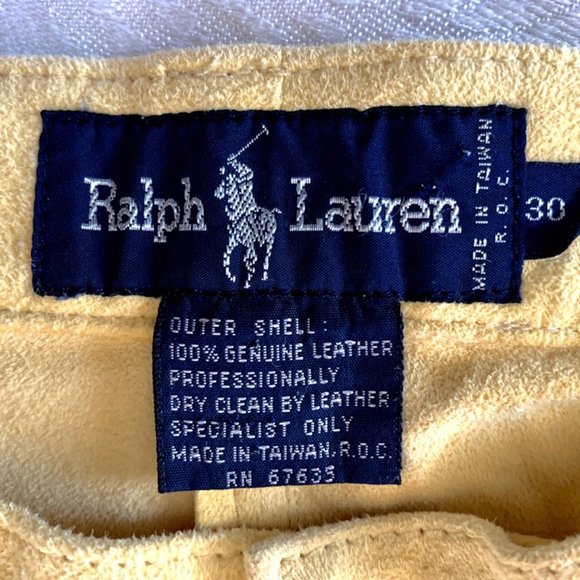 Ralph Lauren
MADE IN TAIWAN
R. O. C.
30
OUTER SHELL:
100% GENUINE LEATHER
PROFESSIONALLY
DRY CLEAN BY LEATHER
SPECIALIST ONLY
MADE IN TAIWAN, R.O.C.
RN 67635